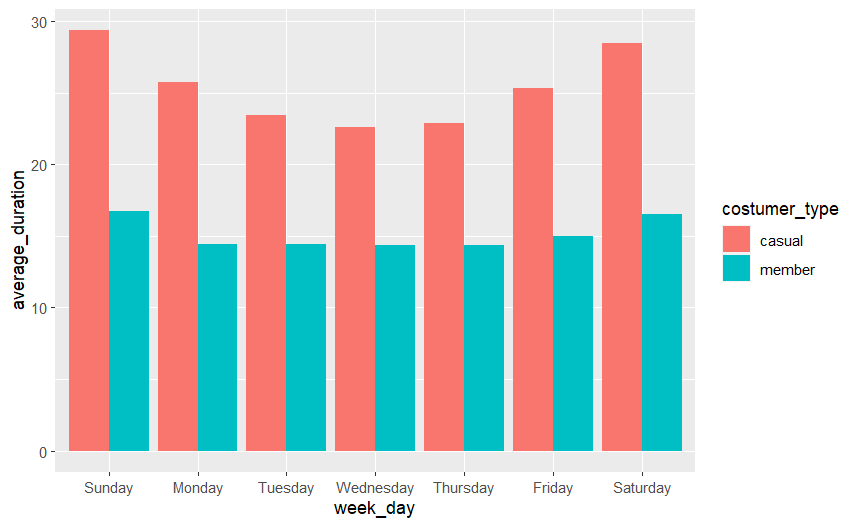 30
20
10
0
average_duration
Sunday Monday Tuesday Wednesday Thursday Friday Saturday
week_day
costumer_type
casual
member